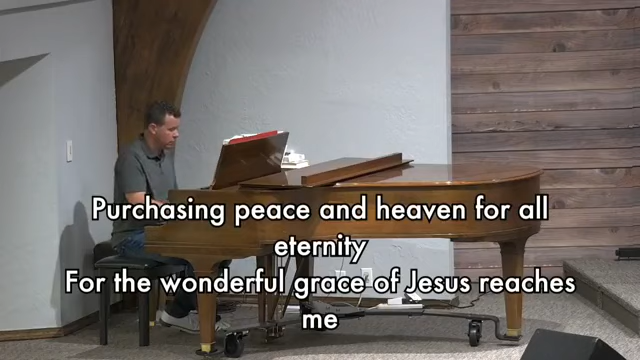 Purchasing peace and heaven for all
eternity
For the wonderful grace of Jesus reaches
me